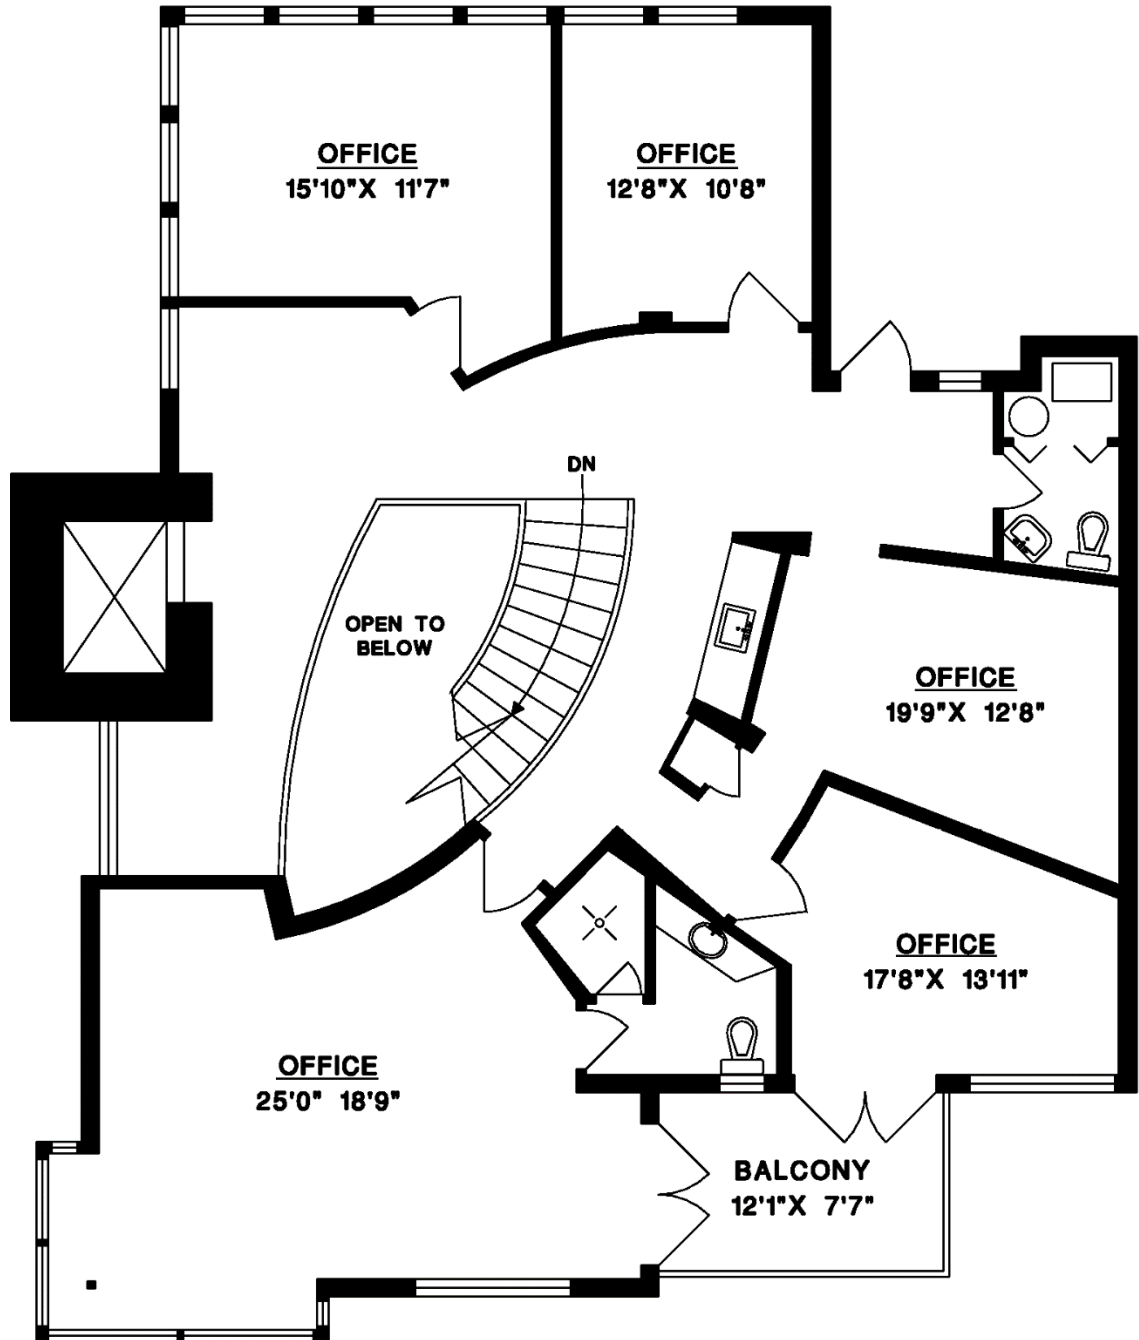 OFFICE
15'10"X 11'7"
OFFICE
12'8"X 10'8"
DN
OPEN TO
BELOW
OFFICE
19'9"X 12'8"
OFFICE
17'8"X 13'11"
OFFICE
25'0" 18'9"
BALCONY
12'1"X 7'7"